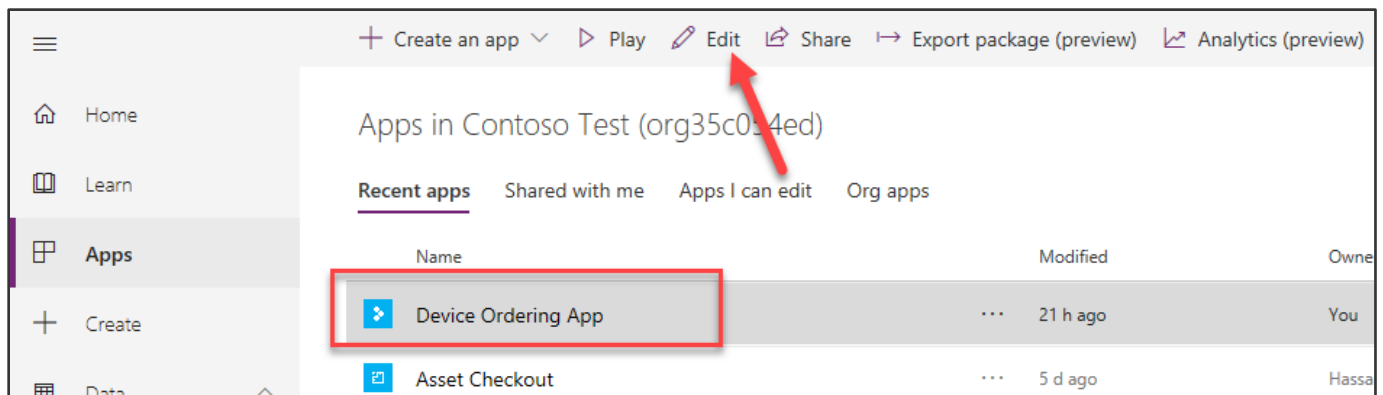 Create an app Play Edit Share Export package (preview) Analytics (preview)
Home
Apps in Contoso Test (org35c054ed)
Learn
Recent apps Shared with me Apps I can edit Org apps
Apps
Name Modified Owne
Device Ordering App ... 21 h ago You
Create
Data
Asset Checkout ... 5 d ago Hassa